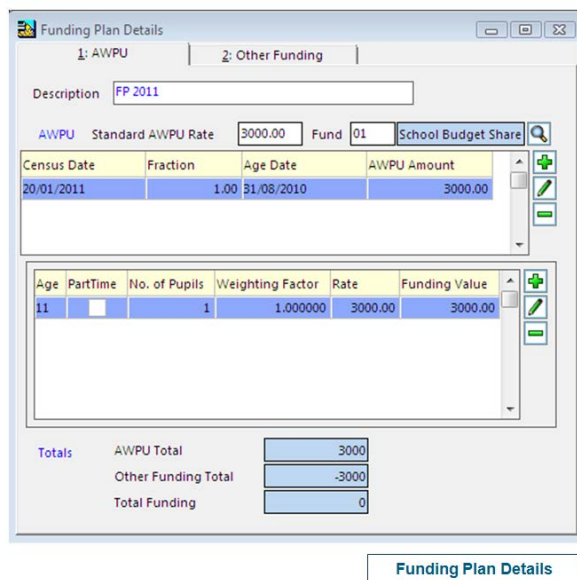 Funding Plan Details
1: AWPU 2: Other Funding
Description FP 2011
AWPU Standard AWPU Rate 3000.00 Fund 01 School Budget Share
Census Date Fraction Age Date AWPU Amount
20/01/2011 1.00 31/08/2010 3000.00
Age PartTime No. of Pupils Weighting Factor Rate Funding Value
11 1 1.000000 3000.00 3000.00
Totals AWPU Total 3000
Other Funding Total -3000
Total Funding 0
Funding Plan Details